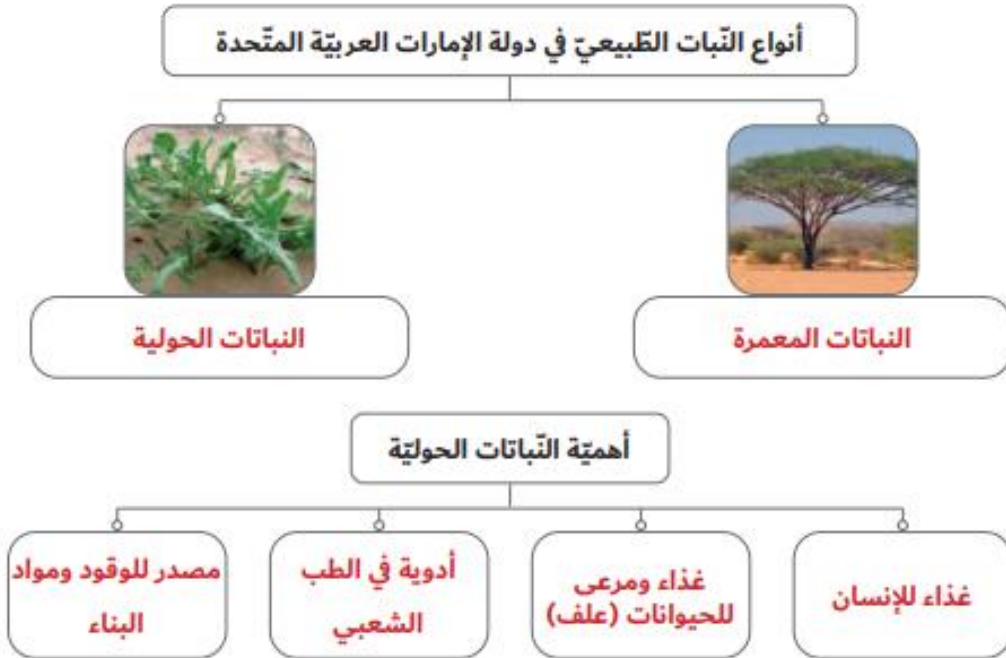 أنواع النّبات الطّبيعيّ في دولة الإمارات العربيّة المتّحدة
النباتات المعمرة
النباتات الحولية
أهميّة النّباتات الحوليّة
غذاء للإنسان
غذاء ومرعى
للحيوانات (علف)
أدوية في الطب
الشعبي
مصدر للوقود ومواد
البناء